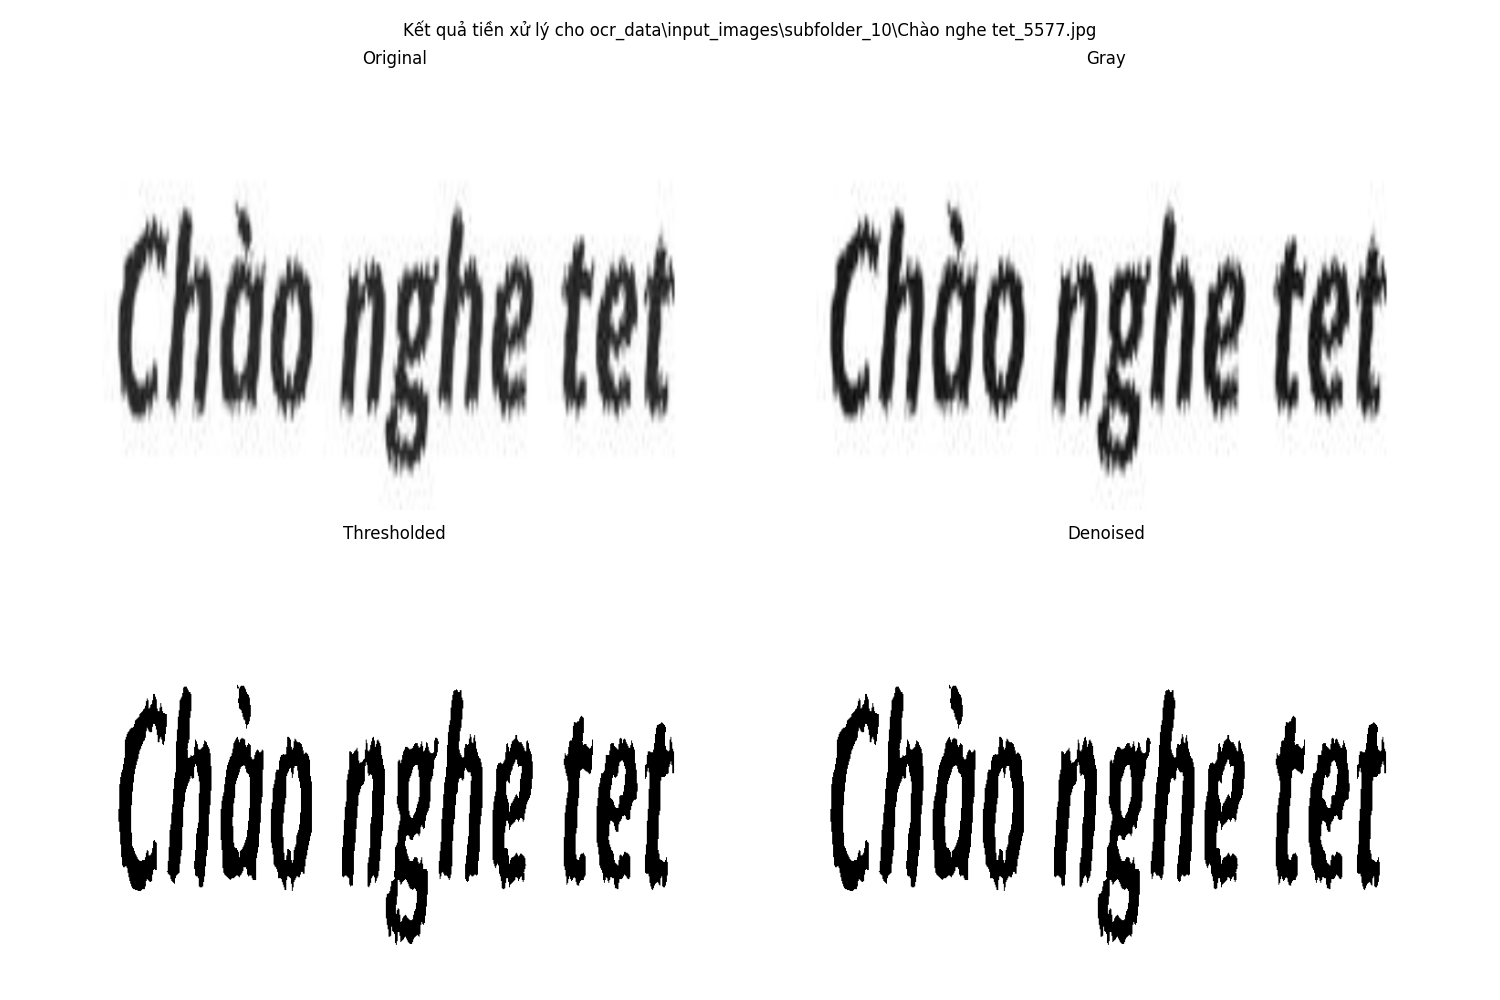 Kết quả tiền xử lý cho ocr_data\input_images\subfolder_10\Chào nghe tet_5577.jpg
Original
Gray
Chào nghe tet
Chào nghe tet
Thresholded
Denoised
Chào nghe tet
Chào nghe tet